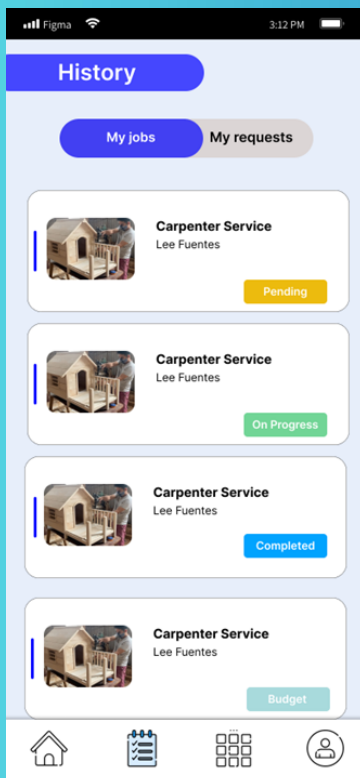 Figma 3:12 PM
History
My jobs My requests
Carpenter Service
Lee Fuentes
Pending
Carpenter Service
Lee Fuentes
On Progress
Carpenter Service
Lee Fuentes
Completed
Carpenter Service
Lee Fuentes
Budget